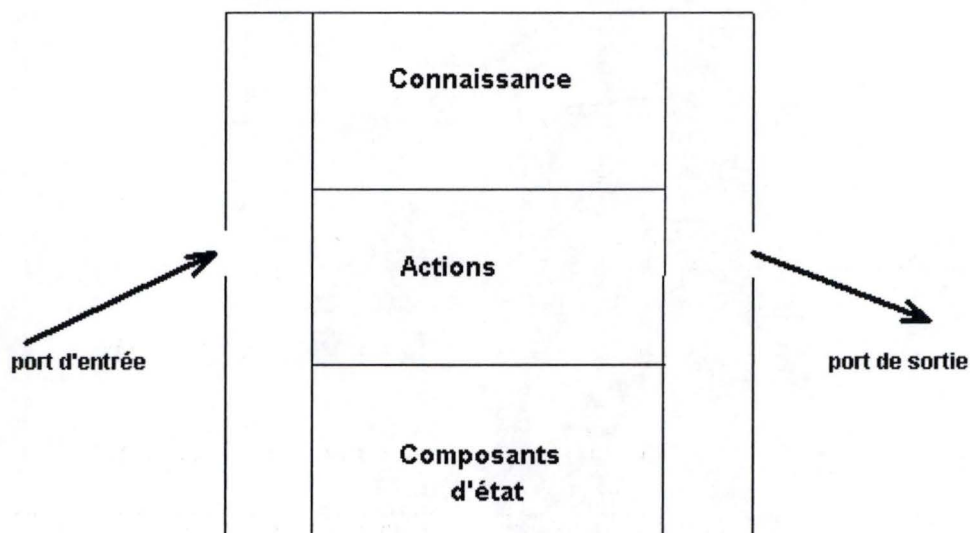 Connaissance
Actions
port d'entrée
port de sortie
Composants
d'état